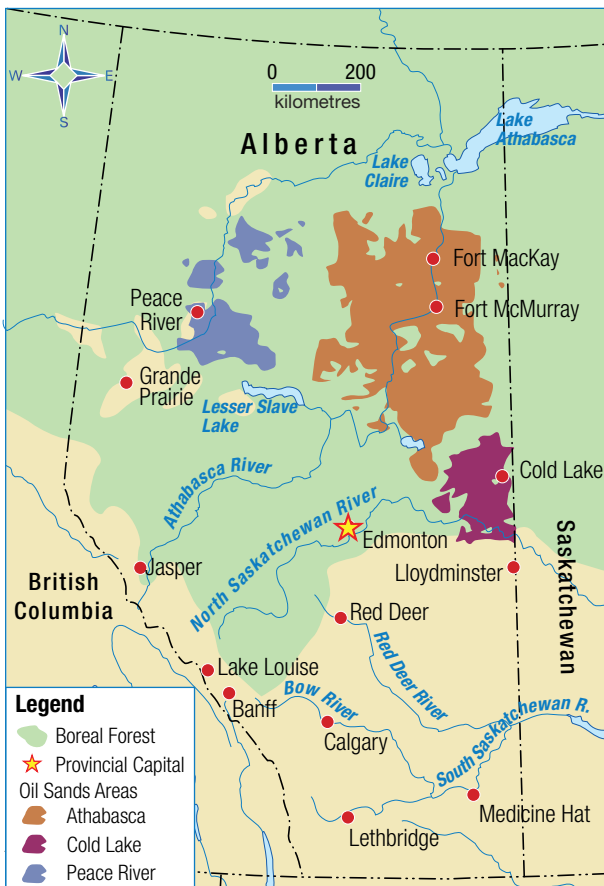 N
W E
S
0 200
kilometres
Alberta
Lake
Athabasca
Lake
Claire
Fort MacKay
Fort McMurray
Peace
River
Grande
Prairie
Lesser Slave
Lake
Athabasca River
North Saskatchewan River
Cold Lake
Edmonton
Saskatchewan
Jasper
Lloydminster
British
Columbia
Red Deer
Red Deer River
Lake Louise
Banff
Bow River
Calgary
South Saskatchewan R.
Medicine Hat
Lethbridge
Legend
Boreal Forest
Provincial Capital
Oil Sands Areas
Athabasca
Cold Lake
Peace River